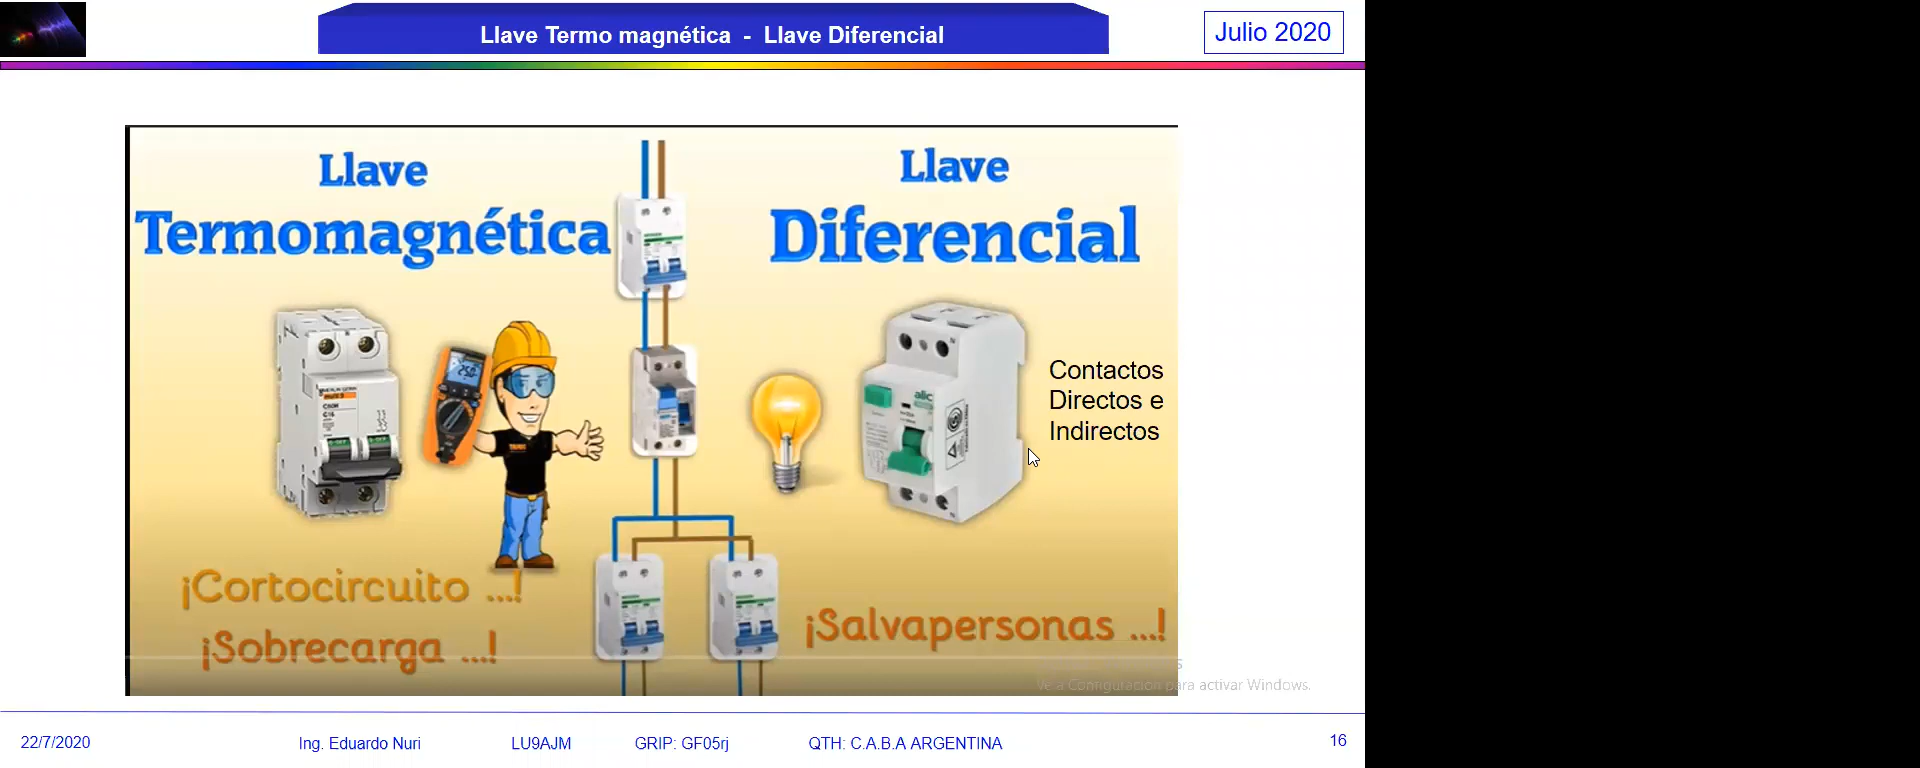 Llave Termo magnética - Llave Diferencial
Julio 2020
Llave
Termomagnética
Llave
Diferencial
Contactos
Directos e
Indirectos
¡Cortocircuito ...!
¡Sobrecarga ...!
¡Salvapersonas ...!
Ve a Configuración para activar Windows.
22/7/2020
Ing. Eduardo Nuri
LU9AJM
GRIP: GF05rj
QTH: C.A.B.A ARGENTINA
16